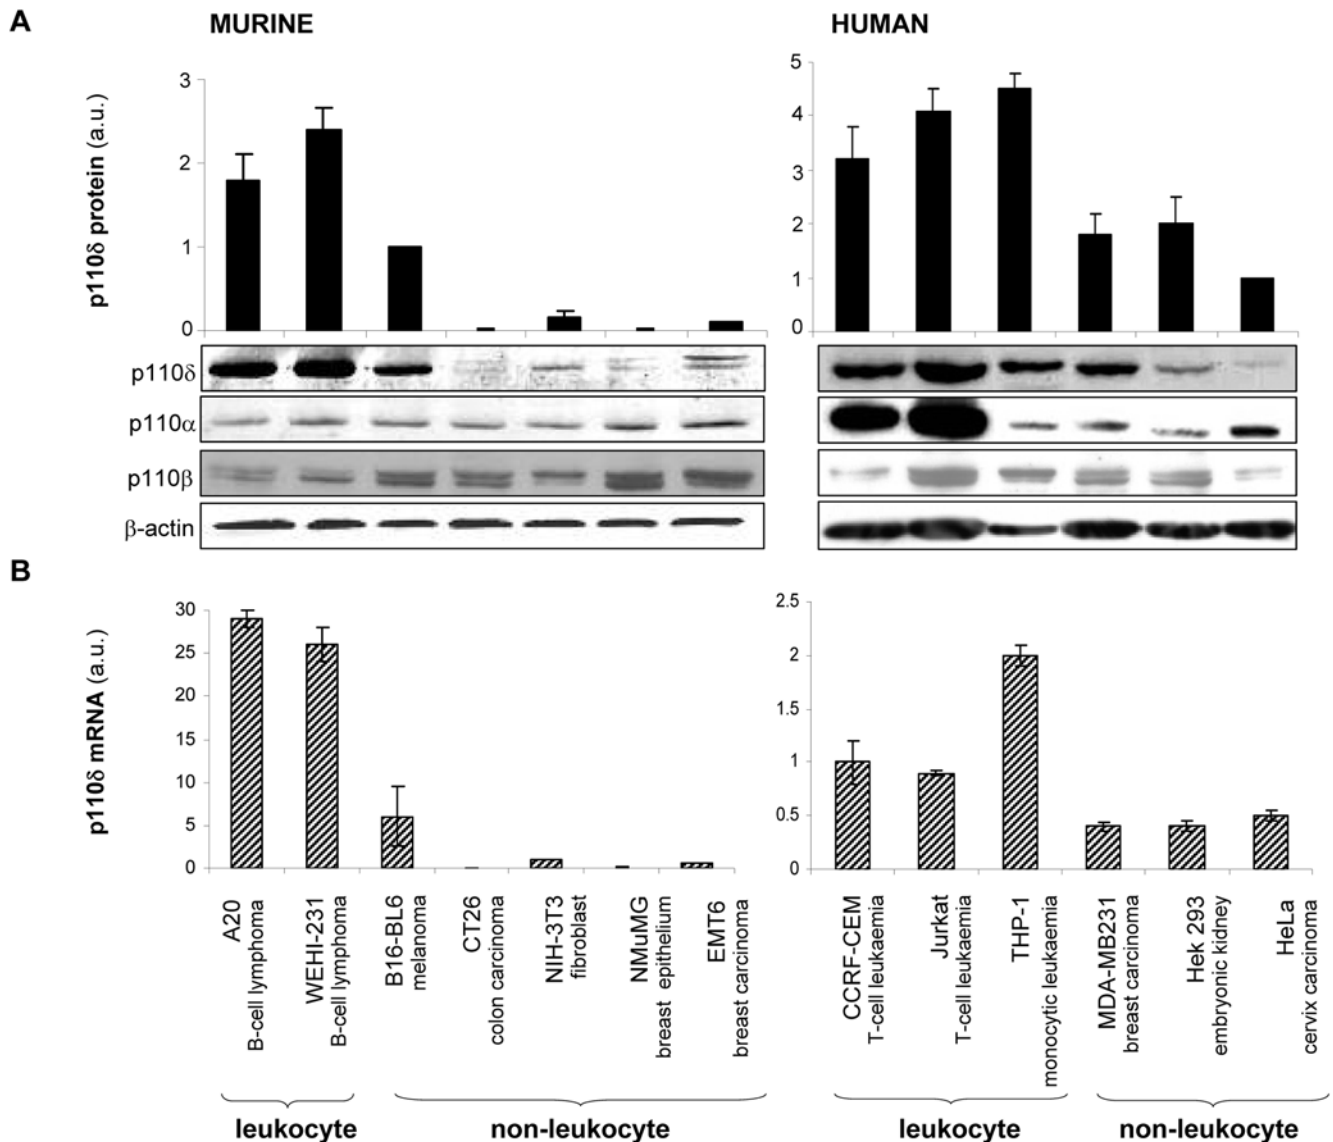 A
MURINE
HUMAN
p110δ protein (a.u.)
3
2
1
0
5
4
3
2
1
0
p110δ
p110α
p110β
β-actin
B
p110δ mRNA (a.u.)
30
25
20
15
10
5
0
2.5
2
1.5
1
0.5
0
A20
B-cell lymphoma
WEHI-231
B-cell lymphoma
B16-BL6
melanoma
CT26
colon carcinoma
NIH-3T3
fibroblast
NMuMG
breast epithelium
EMT6
breast carcinoma
CCRF-CEM
T-cell leukaemia
Jurkat
T-cell leukaemia
THP-1
monocytic leukaemia
MDA-MB231
breast carcinoma
Hek 293
embryonic kidney
HeLa
cervix carcinoma
leukocyte
non-leukocyte
leukocyte
non-leukocyte